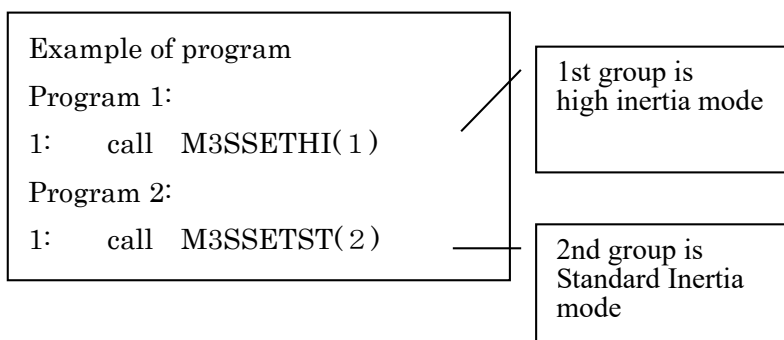 Example of program
Program 1:
1: call M3SSETHI(１)
Program 2:
1: call M3SSETST(２)
1st group is
high inertia mode
2nd group is
Standard Inertia
mode